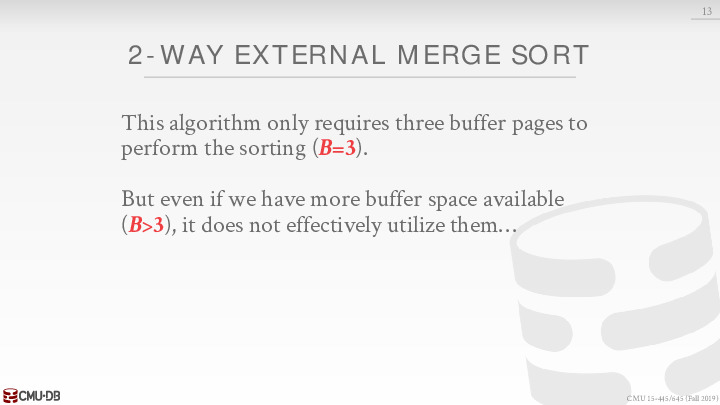 13
2-WAY EXTERNAL MERGE SORT
This algorithm only requires three buffer pages to
perform the sorting (B=3).
But even if we have more buffer space available
(B>3), it does not effectively utilize them…
CMU·DB
CMU 15-445/645 (Fall 2019)